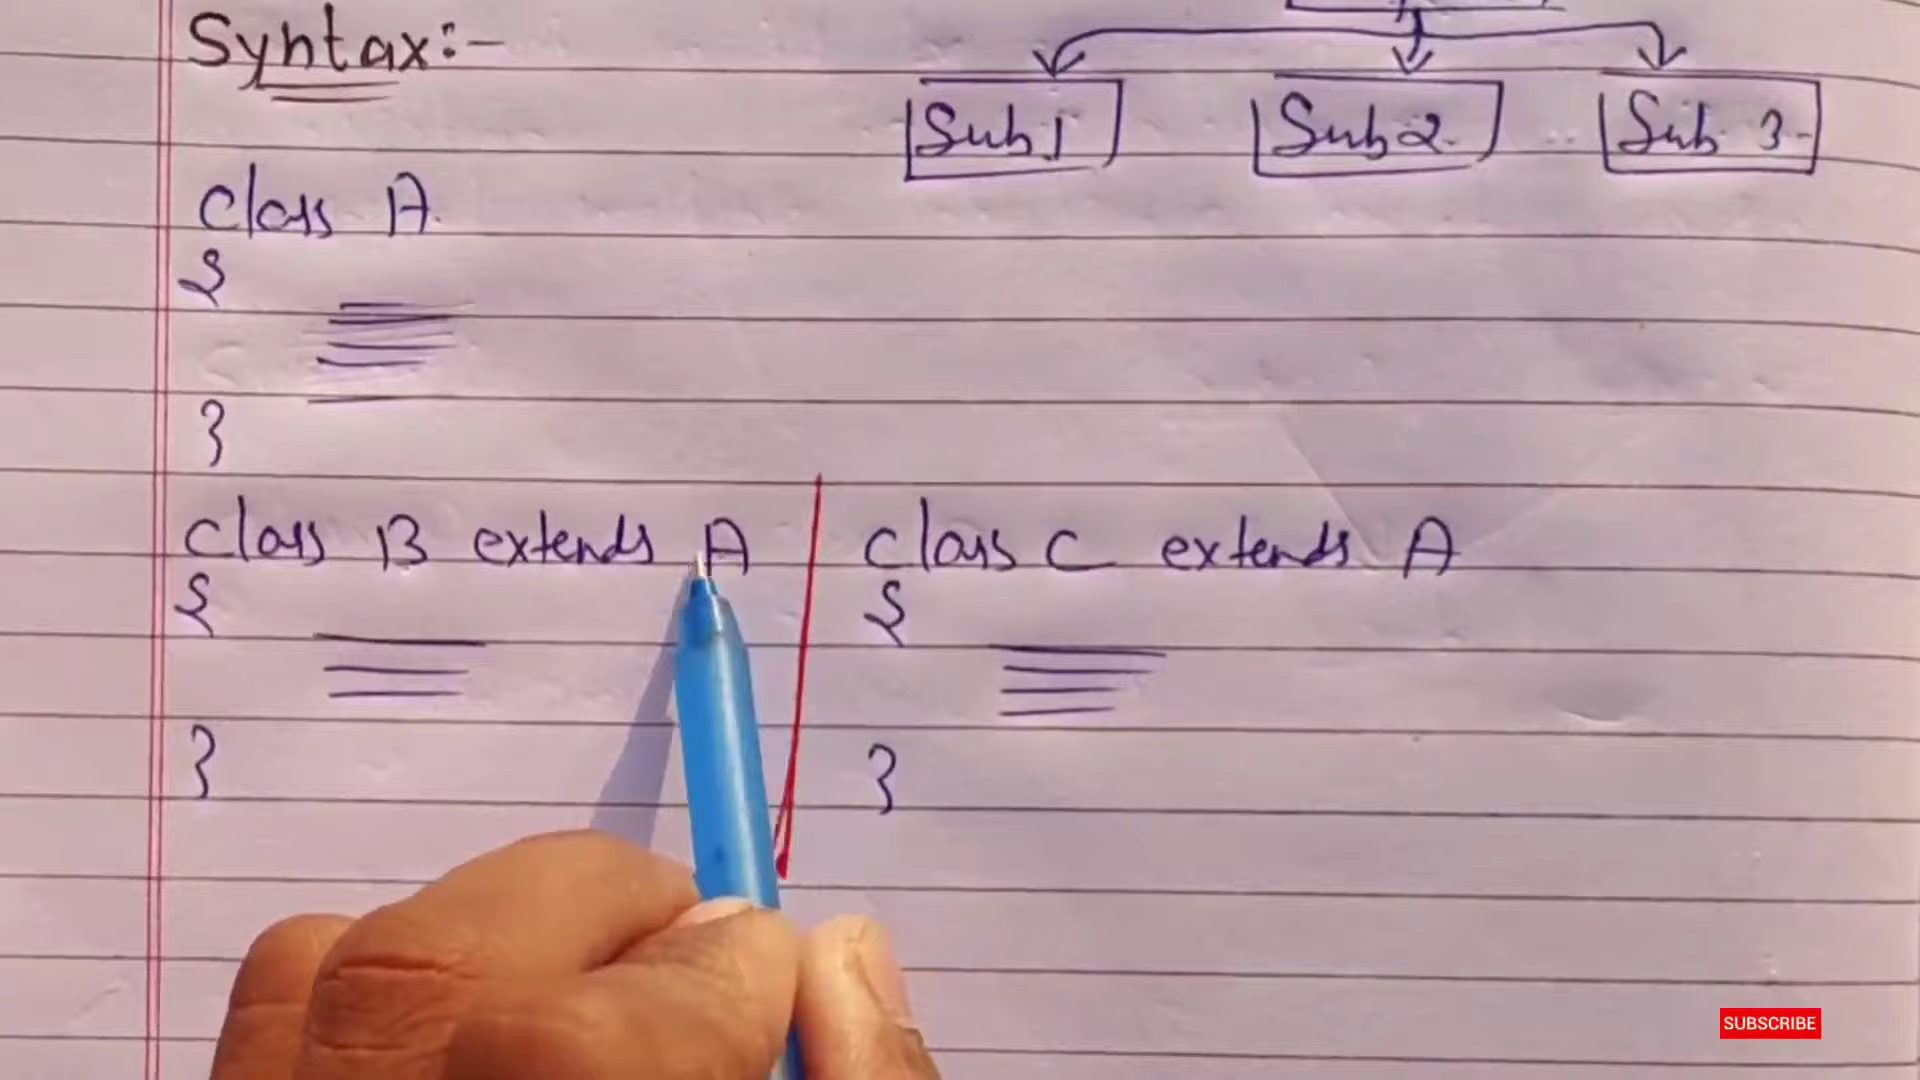 Syntax:-
Sub 1 Sub 2 Sub 3
Class A
{
}
Class B extends A
{
}
Class C extends A
{
}
SUBSCRIBE